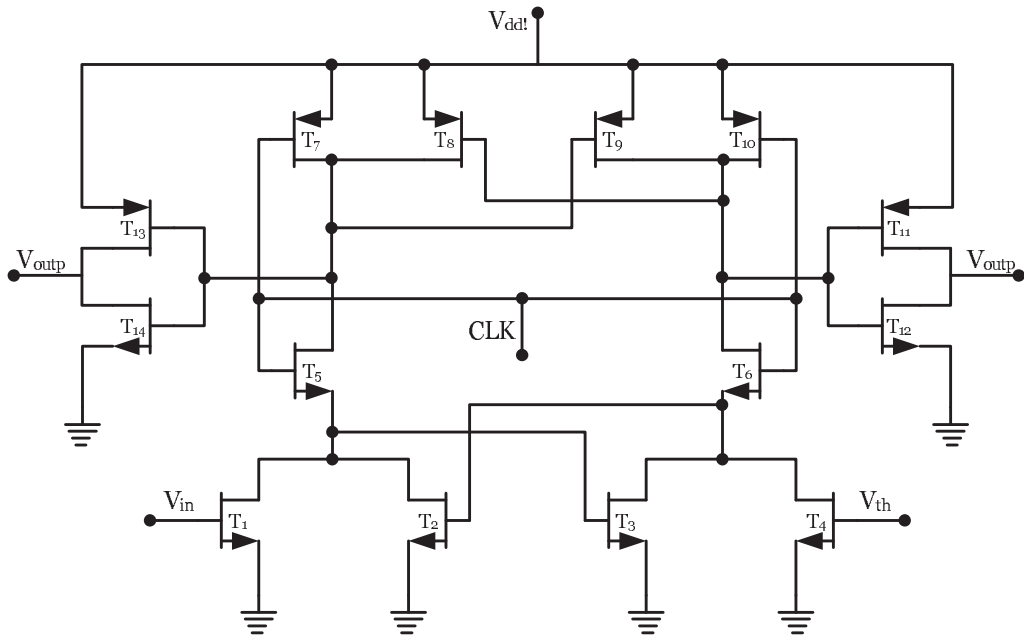 Vdd!
T7
T8
T9
T10
T13
T11
Voutp
Voutp
T14
T12
CLK
T5
T6
Vin
Vth
T1
T2
T3
T4